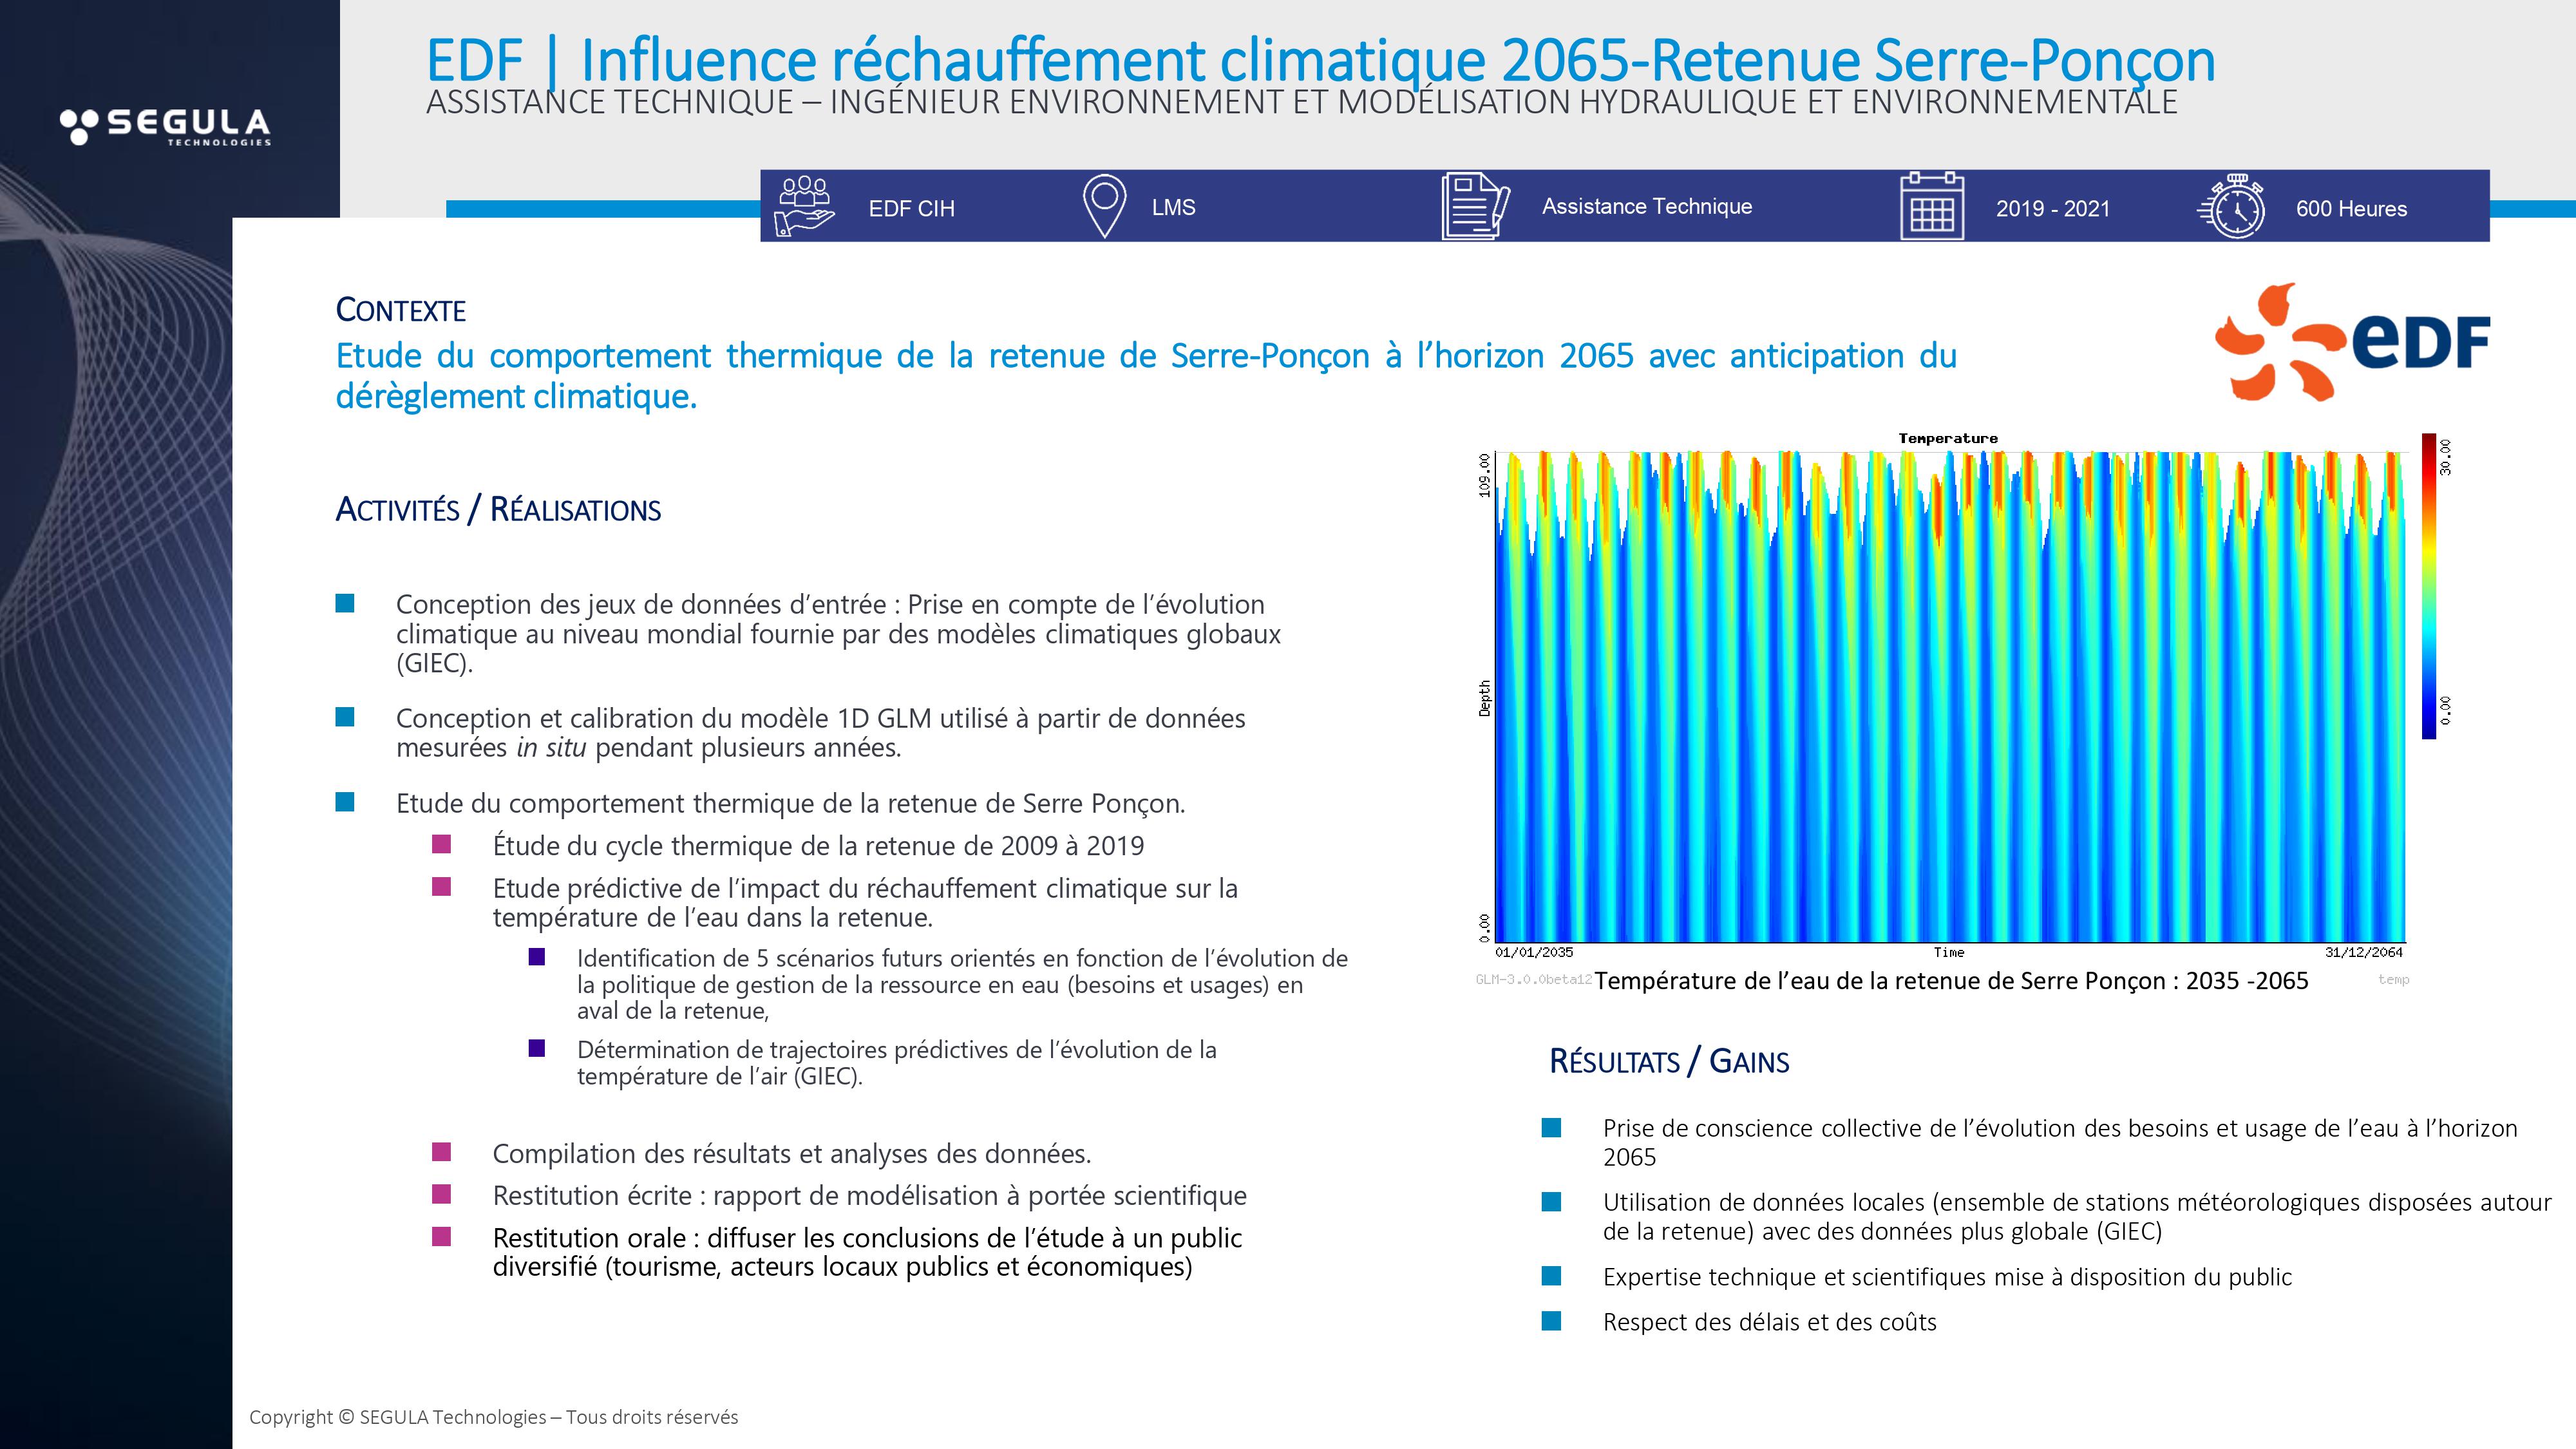 EDF | Influence réchauffement climatique 2065-Retenue Serre-Ponçon
ASSISTANCE TECHNIQUE – INGÉNIEUR ENVIRONNEMENT ET MODÉLISATION HYDRAULIQUE ET ENVIRONNEMENTALE
SEGULA
TECHNOLOGIES
EDF CIH
LMS
Assistance Technique
2019 - 2021
600 Heures
CONTEXTE
Etude du comportement thermique de la retenue de Serre-Ponçon à l’horizon 2065 avec anticipation du
dérèglement climatique.
eDF
ACTIVITÉS / RÉALISATIONS
Conception des jeux de données d’entrée : Prise en compte de l’évolution
climatique au niveau mondial fournie par des modèles climatiques globaux
(GIEC).
Conception et calibration du modèle 1D GLM utilisé à partir de données
mesurées in situ pendant plusieurs années.
Etude du comportement thermique de la retenue de Serre Ponçon.
Étude du cycle thermique de la retenue de 2009 à 2019
Etude prédictive de l’impact du réchauffement climatique sur la
température de l’eau dans la retenue.
Identification de 5 scénarios futurs orientés en fonction de l’évolution de
la politique de gestion de la ressource en eau (besoins et usages) en
aval de la retenue,
Détermination de trajectoires prédictives de l’évolution de la
température de l’air (GIEC).
Compilation des résultats et analyses des données.
Restitution écrite : rapport de modélisation à portée scientifique
Restitution orale : diffuser les conclusions de l’étude à un public
diversifié (tourisme, acteurs locaux publics et économiques)
Temperature
109.00
Depth
0.00
30.00
0.00
01/01/2035
Time
31/12/2064
GLM-3.0.0beta12
Température de l’eau de la retenue de Serre Ponçon : 2035 -2065
temp
RÉSULTATS / GAINS
Prise de conscience collective de l’évolution des besoins et usage de l’eau à l’horizon
2065
Utilisation de données locales (ensemble de stations météorologiques disposées autour
de la retenue) avec des données plus globale (GIEC)
Expertise technique et scientifiques mise à disposition du public
Respect des délais et des coûts
Copyright © SEGULA Technologies – Tous droits réservés